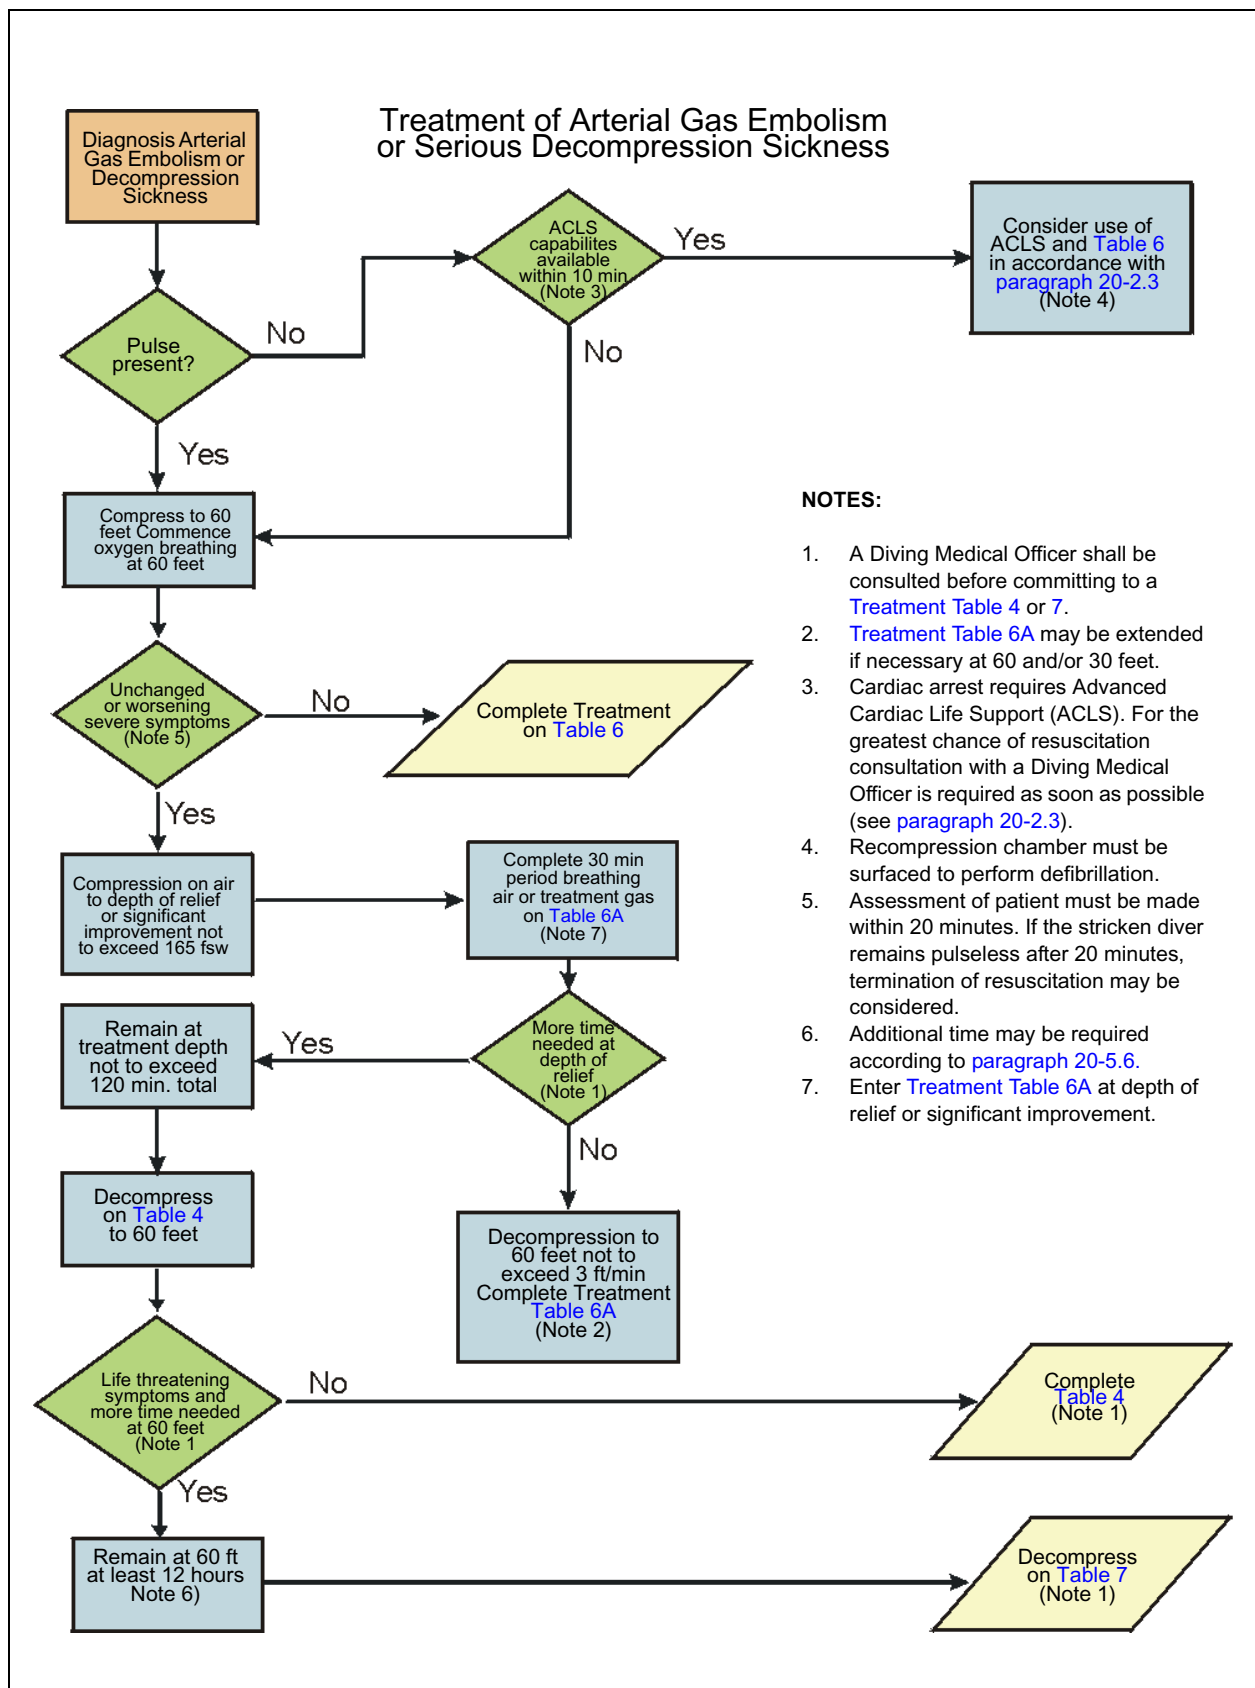 Treatment of Arterial Gas Embolism
or Serious Decompression Sickness
Diagnosis Arterial
Gas Embolism or
Decompression
Sickness
Pulse
present?
No
Yes
ACLS
capabilites
available
within 10 min
(Note 3)
Yes
No
Consider use of
ACLS and Table 6
in accordance with
paragraph 20-2.3
(Note 4)
Compress to 60
feet Commence
oxygen breathing
at 60 feet
Unchanged
or worsening
severe symptoms
(Note 5)
No
Yes
Complete Treatment
on Table 6
Compression on air
to depth of relief
or significant
improvement not
to exceed 165 fsw
Complete 30 min
period breathing
air or treatment gas
on Table 6A
(Note 7)
More time
needed at
depth of
relief
(Note 1)
Yes
No
Remain at
treatment depth
not to exceed
120 min. total
Decompress
on Table 4
to 60 feet
Decompression to
60 feet not to
exceed 3 ft/min
Complete Treatment
Table 6A
(Note 2)
Life threatening
symptoms and
more time needed
at 60 feet
(Note 1
No
Yes
Complete
Table 4
(Note 1)
Remain at 60 ft
at least 12 hours
Note 6)
Decompress
on Table 7
(Note 1)
NOTES:
1. A Diving Medical Officer shall be
consulted before committing to a
Treatment Table 4 or 7.
2. Treatment Table 6A may be extended
if necessary at 60 and/or 30 feet.
3. Cardiac arrest requires Advanced
Cardiac Life Support (ACLS). For the
greatest chance of resuscitation
consultation with a Diving Medical
Officer is required as soon as possible
(see paragraph 20-2.3).
4. Recompression chamber must be
surfaced to perform defibrillation.
5. Assessment of patient must be made
within 20 minutes. If the stricken diver
remains pulseless after 20 minutes,
termination of resuscitation may be
considered.
6. Additional time may be required
according to paragraph 20-5.6.
7. Enter Treatment Table 6A at depth of
relief or significant improvement.